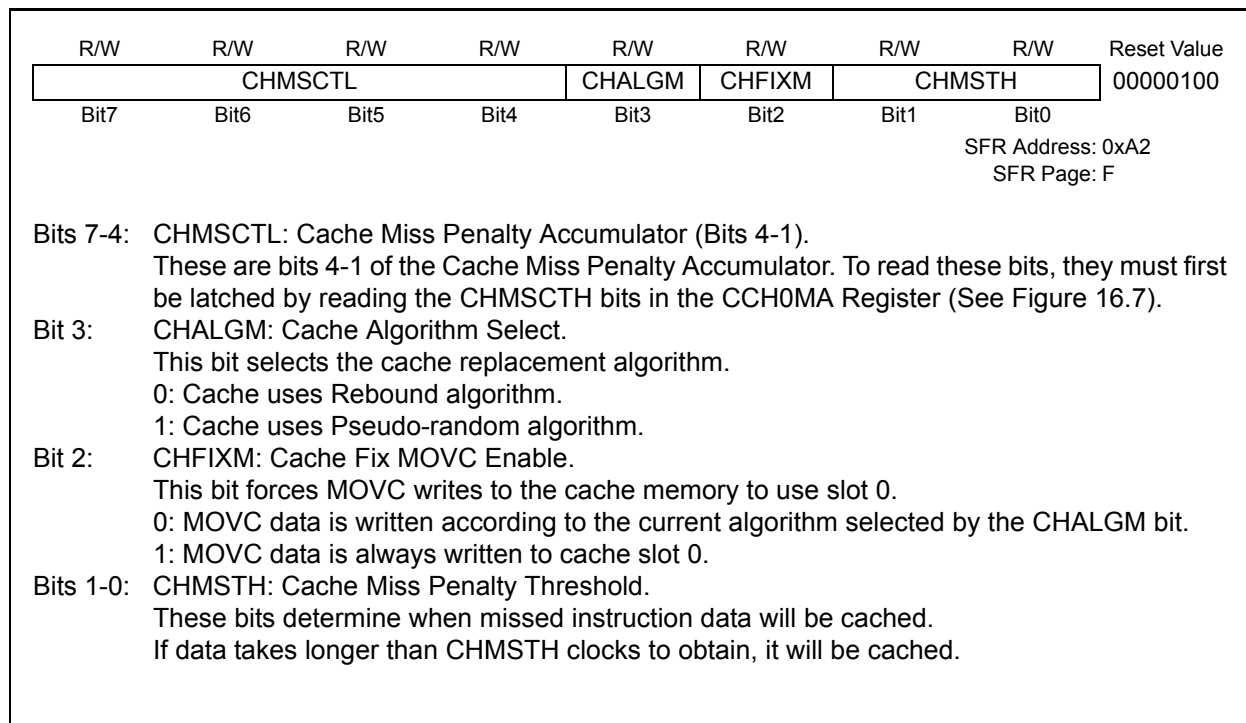 R/W R/W R/W R/W R/W R/W R/W R/W Reset Value
CHMSCTL CHALGM CHFIXM CHMSTH 00000100
Bit7 Bit6 Bit5 Bit4 Bit3 Bit2 Bit1 Bit0
SFR Address: 0xA2
SFR Page: F
Bits 7-4: CHMSCTL: Cache Miss Penalty Accumulator (Bits 4-1).
These are bits 4-1 of the Cache Miss Penalty Accumulator. To read these bits, they must first
be latched by reading the CHMSCTH bits in the CCH0MA Register (See Figure 16.7).
Bit 3: CHALGM: Cache Algorithm Select.
This bit selects the cache replacement algorithm.
0: Cache uses Rebound algorithm.
1: Cache uses Pseudo-random algorithm.
Bit 2: CHFIXM: Cache Fix MOVC Enable.
This bit forces MOVC writes to the cache memory to use slot 0.
0: MOVC data is written according to the current algorithm selected by the CHALGM bit.
1: MOVC data is always written to cache slot 0.
Bits 1-0: CHMSTH: Cache Miss Penalty Threshold.
These bits determine when missed instruction data will be cached.
If data takes longer than CHMSTH clocks to obtain, it will be cached.